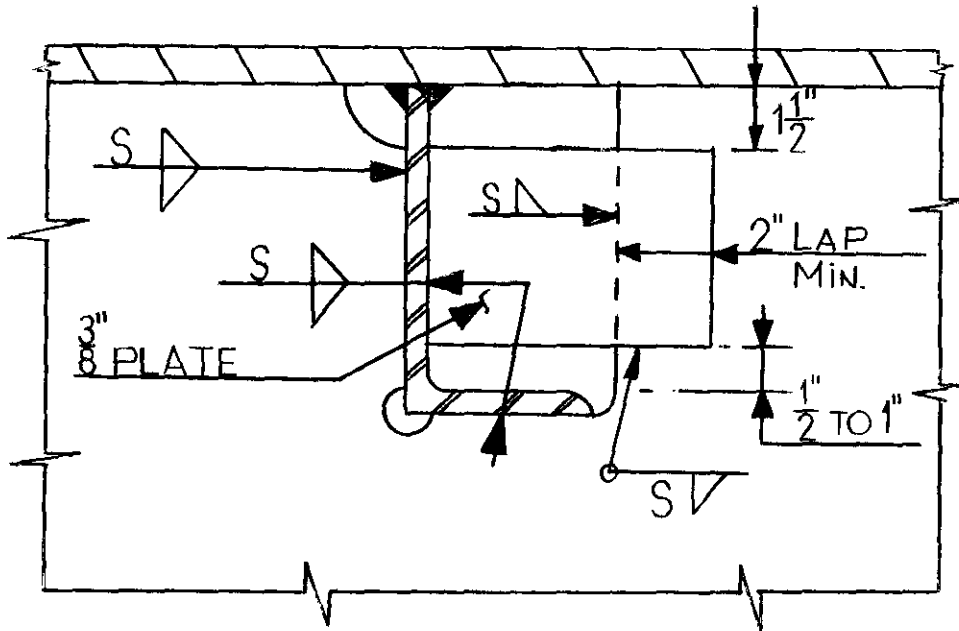 1 1/2"
S
S
2" LAP
MIN.
S
3/8" PLATE
1/2" TO 1"
S